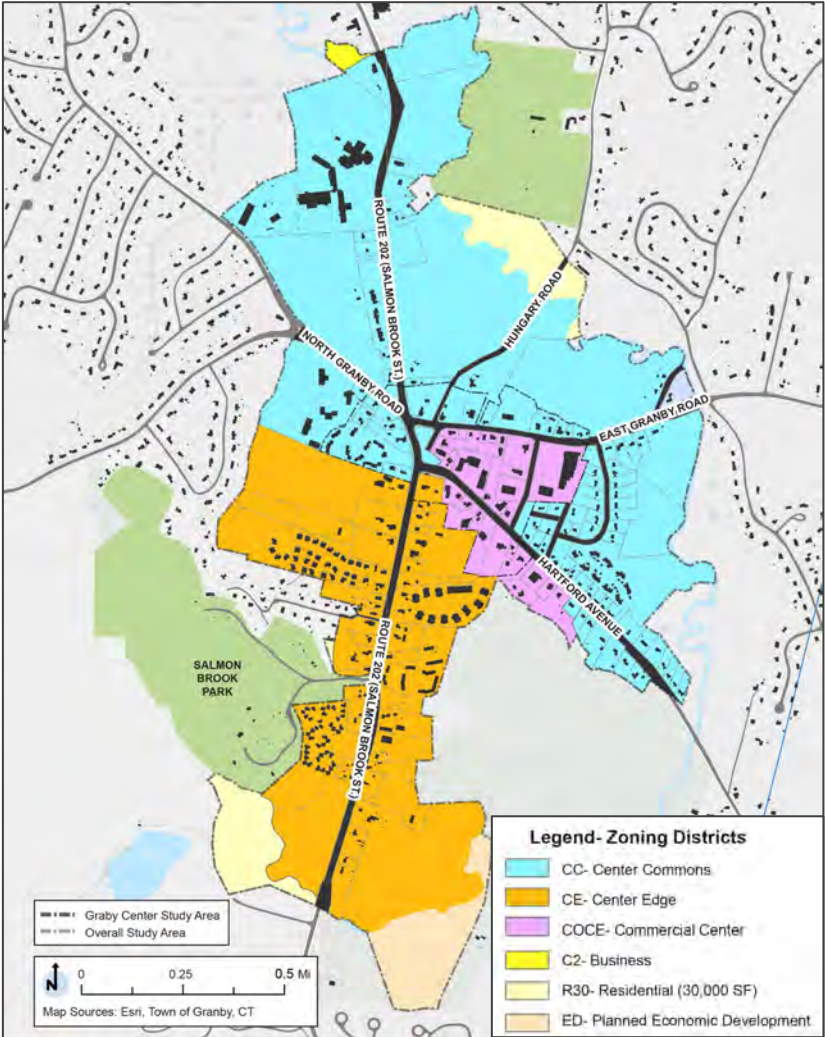 ROUTE 202 (SALMON BROOK ST.)
HUNGARY ROAD
NORTH GRANBY ROAD
EAST GRANBY ROAD
HARTFORD AVENUE
ROUTE 202 (SALMON BROOK ST.)
SALMON
BROOK
PARK
Legend- Zoning Districts
CC- Center Commons
CE- Center Edge
COCE- Commercial Center
C2- Business
R30- Residential (30,000 SF)
ED- Planned Economic Development
Graby Center Study Area
Overall Study Area
N
0 0.25 0.5 Mi
Map Sources: Esri, Town of Granby, CT